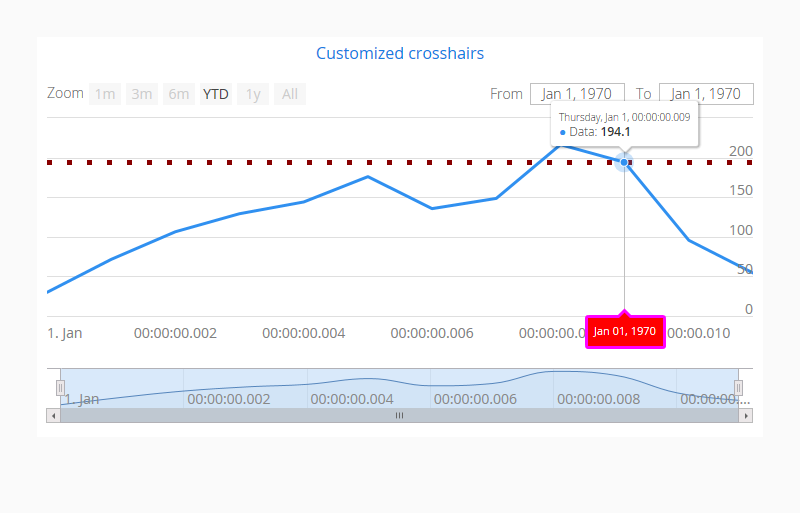 Customized crosshairs
Zoom 1m 3m 6m YTD 1y All From Jan 1, 1970 To Jan 1, 1970
Thursday, Jan 1, 00:00:00.009
Data: 194.1
200
150
100
50
0
1. Jan 00:00:00.002 00:00:00.004 00:00:00.006 00:00:00.0 00:00.010
Jan 01, 1970
1. Jan 00:00:00.002 00:00:00.004 00:00:00.006 00:00:00.008 00:00:00…